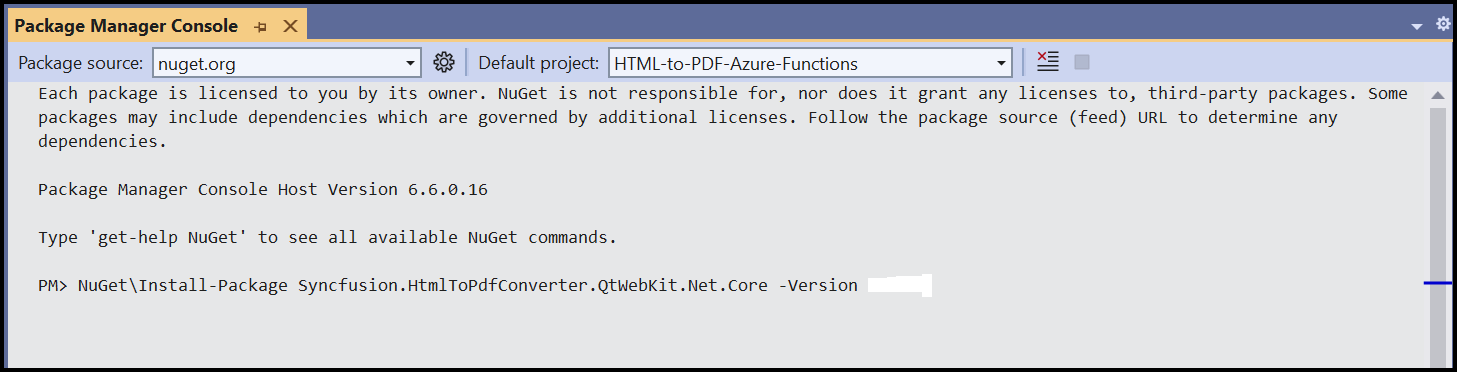 Package Manager Console
Package source: nuget.org Default project: HTML-to-PDF-Azure-Functions
Each package is licensed to you by its owner. NuGet is not responsible for, nor does it grant any licenses to, third-party packages. Some
packages may include dependencies which are governed by additional licenses. Follow the package source (feed) URL to determine any
dependencies.
Package Manager Console Host Version 6.6.0.16
Type 'get-help NuGet' to see all available NuGet commands.
PM> NuGet\Install-Package Syncfusion.HtmlToPdfConverter.QtWebKit.Net.Core -Version